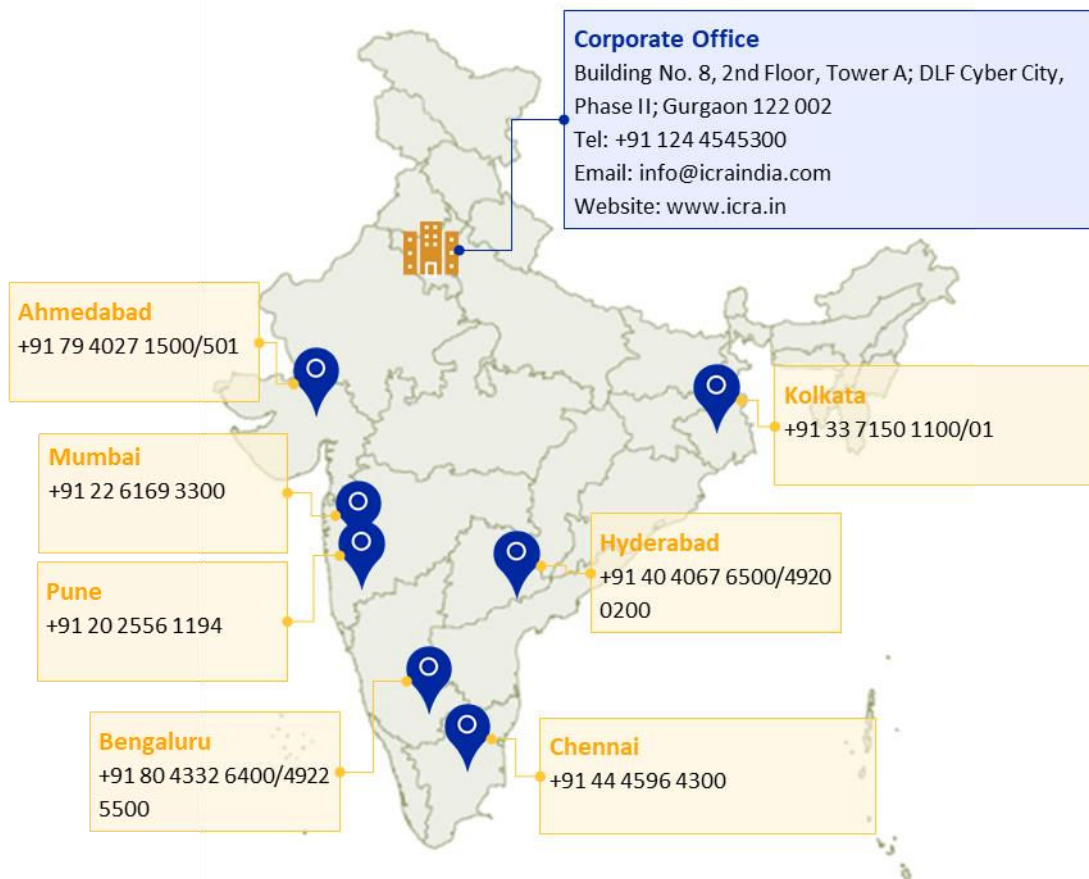 Corporate Office
Building No. 8, 2nd Floor, Tower A; DLF Cyber City,
Phase II; Gurgaon 122 002
Tel: +91 124 4545300
Email: info@icraindia.com
Website: www.icra.in
Ahmedabad
+91 79 4027 1500/501
Kolkata
+91 33 7150 1100/01
Mumbai
+91 22 6169 3300
Hyderabad
+91 40 4067 6500/4920
0200
Pune
+91 20 2556 1194
Bengaluru
+91 80 4332 6400/4922
5500
Chennai
+91 44 4596 4300